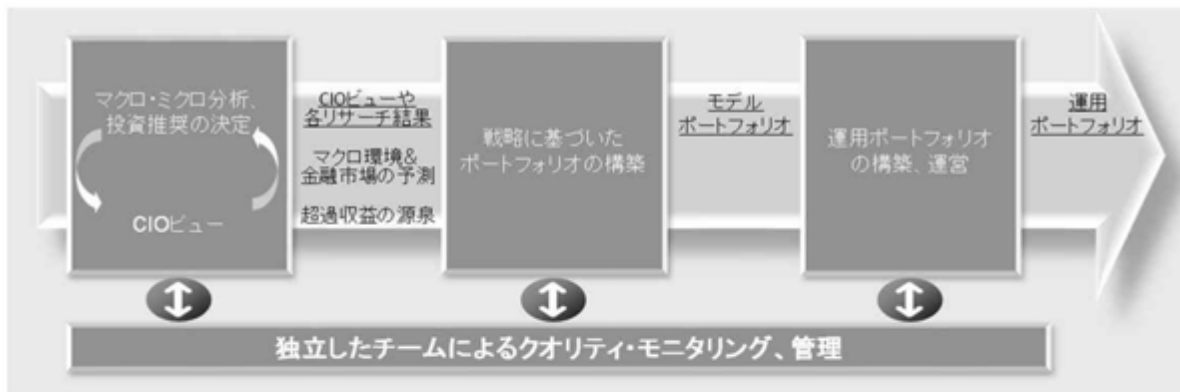 マクロ・ミクロ分析、
投資推奨の決定
CIOビュー
CIOビューや
各リサーチ結果
マクロ環境&
金融市場の予測
超過収益の源泉
戦略に基づいた
ポートフォリオの構築
モデル
ポートフォリオ
運用ポートフォリオ
の構築、運営
運用
ポートフォリオ
独立したチームによるクオリティ・モニタリング、管理